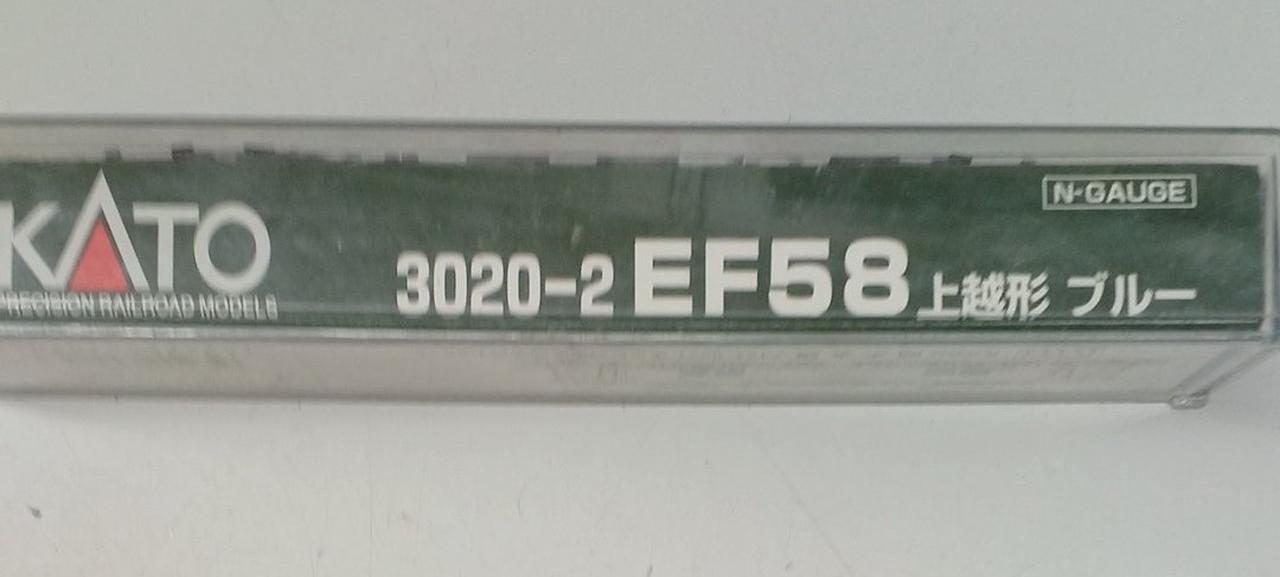 N-GAUGE
KATO
PRECISION RAILROAD MODELS
3020-2 EF58 上越形 ブルー